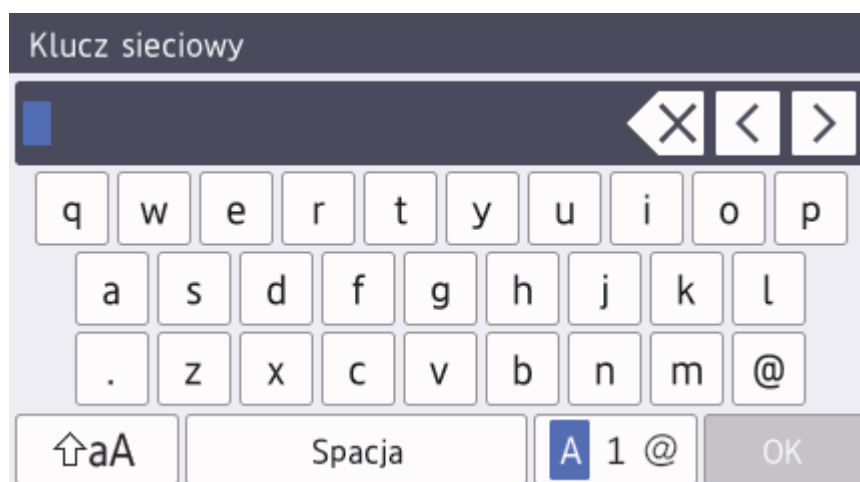 Klucz sieciowy
q w e r t y u i o p
a s d f g h j k l
. z x c v b n m @
aA Spacja A 1 @ OK